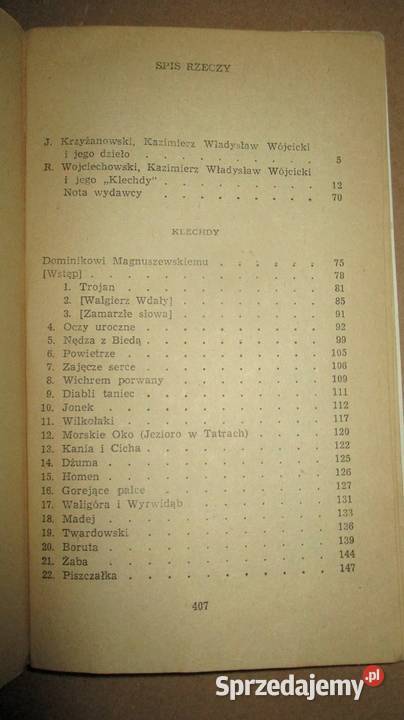 SPIS RZECZY
J. Krzyżanowski, Kazimierz Władysław Wójcicki
i jego dzieło . . . . . . . . . 5
R. Wojciechowski, Kazimierz Władysław Wójcicki
i jego „Klechdy" . . . . . . . . 12
Nota wydawcy . . . . . . . . 70
KLECHDY
Dominikowi Magnuszewskiemu . . . . . . 75
[Wstęp] . . . . . . . . . . . 78
1. Trojan . . . . . . . . . . 81
2. [Walgierz Wdały] . . . . . . . 85
3. [Zamarzłe słowa] . . . . . . . 91
4. Oczy uroczne . . . . . . . . 92
5. Nędza z Biedą . . . . . . . . 99
6. Powietrze . . . . . . . . . 105
7. Zajęcze serce . . . . . . . . 106
8. Wichrem porwany . . . . . . . 109
9. Diabli taniec . . . . . . . . 111
10. Jonek . . . . . . . . . . 112
11. Wilkołaki . . . . . . . . . 117
12. Morskie Oko (Jezioro w Tatrach) . . . . 120
13. Kania i Cicha . . . . . . . . 122
14. Dżuma . . . . . . . . . . 125
15. Homen . . . . . . . . . . 126
16. Gorejące palce . . . . . . . . 127
17. Waligóra i Wyrwidąb . . . . . . 131
18. Madej . . . . . . . . . . 133
19. Twardowski . . . . . . . . . 136
20. Boruta . . . . . . . . . . 139
21. Żaba . . . . . . . . . . 144
22. Piszczałka . . . . . . . . . 147
407
Sprzedajemy.pl